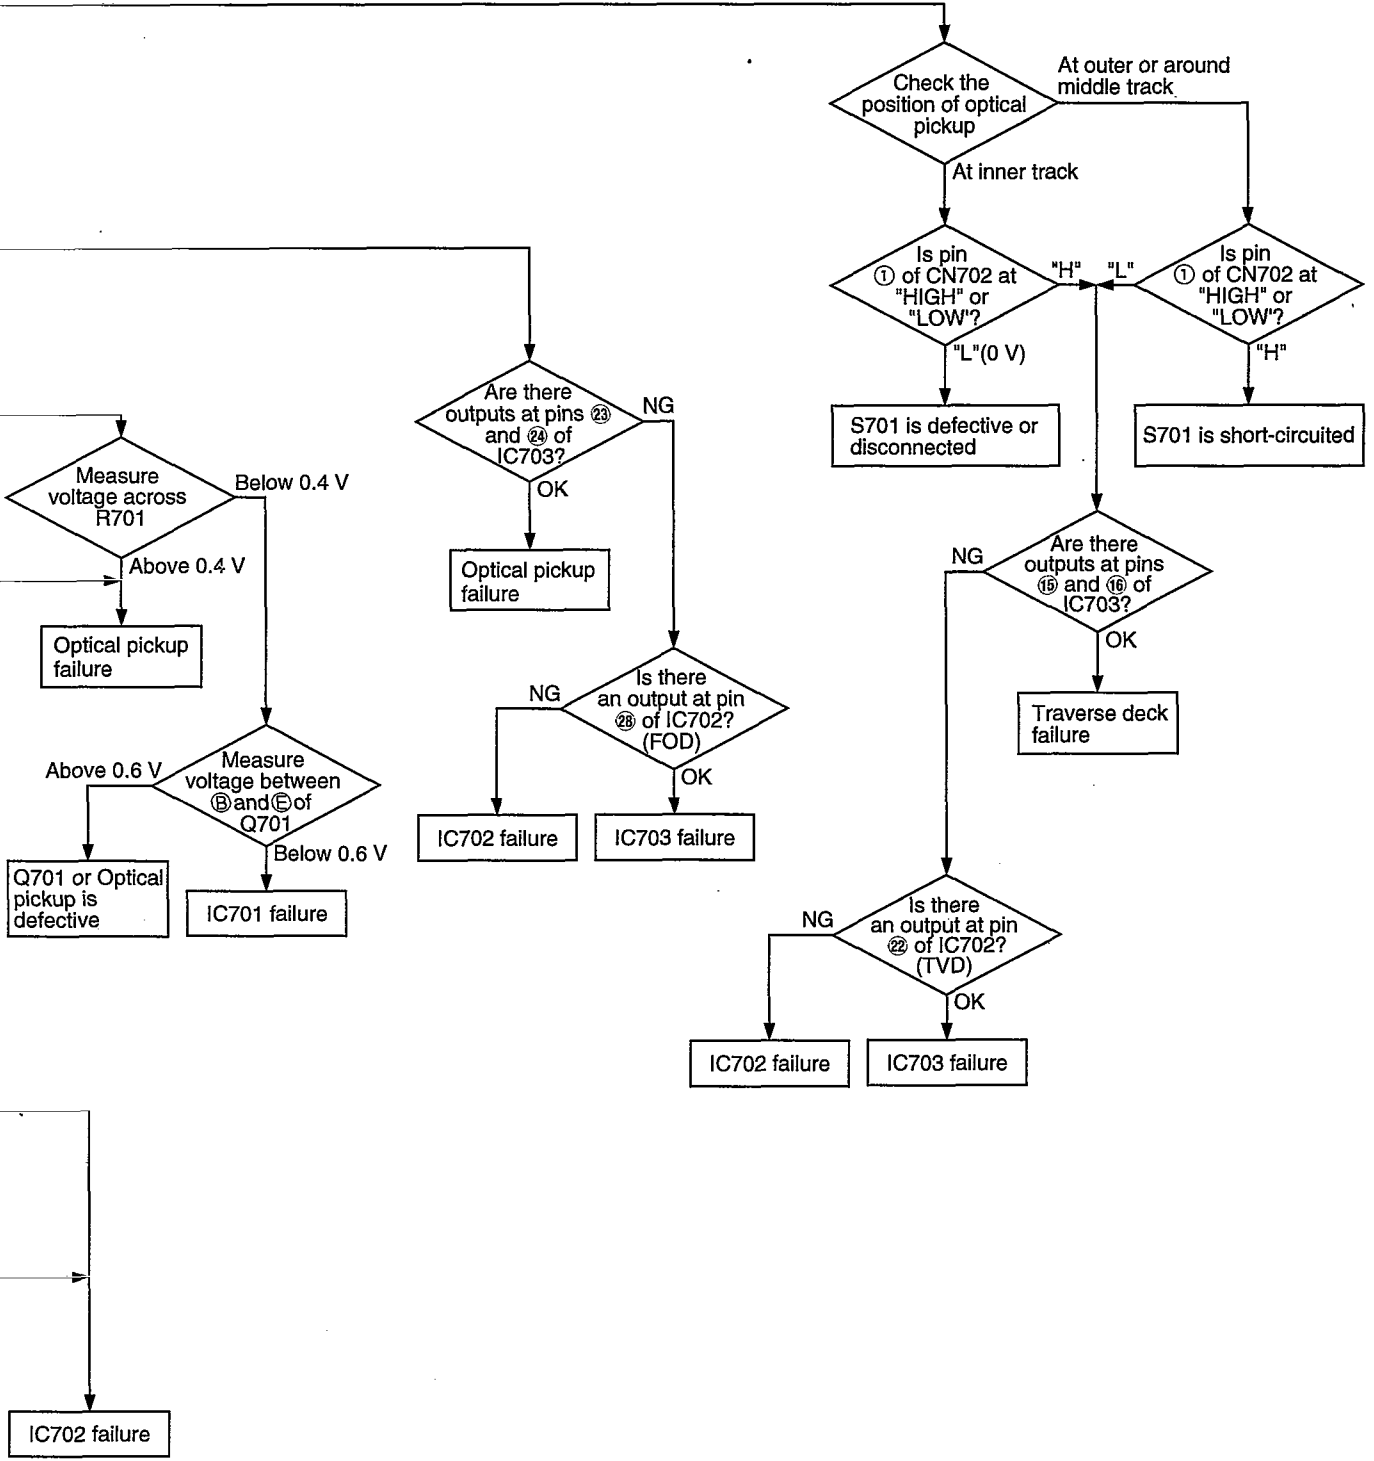 Check the
position of optical
pickup
At outer or around
middle track
At inner track
Is pin
① of CN702 at
"HIGH" or
"LOW"?
"H"
"L"
Is pin
① of CN702 at
"HIGH" or
"LOW"?
"L"(0 V)
"H"
S701 is defective or
disconnected
S701 is short-circuited
Are there
outputs at pins ㉓
and ㉔ of
IC703?
NG
OK
Optical pickup
failure
Measure
voltage across
R701
Below 0.4 V
Above 0.4 V
Optical pickup
failure
Are there
outputs at pins
⑮ and ⑯ of
IC703?
NG
OK
Traverse deck
failure
Is there
an output at pin
㉘ of IC702?
(FOD)
NG
OK
IC702 failure
IC703 failure
Measure
voltage between
Ⓑ and Ⓔ of
Q701
Above 0.6 V
Below 0.6 V
Q701 or Optical
pickup is
defective
IC701 failure
Is there
an output at pin
㉒ of IC702?
(TVD)
NG
OK
IC702 failure
IC703 failure
IC702 failure